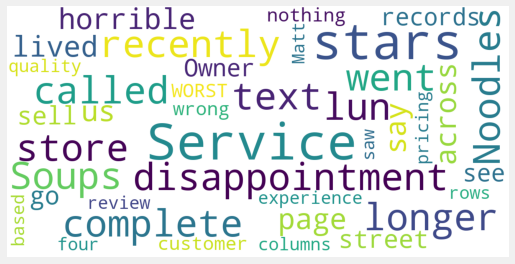 horrible
nothing
records
lived
recently
Matt
stars
Noodles
quality
Owner
called
WORST
text
went
across
sell
us
wrong
lun
say
pricing
store
Service
saw
Soups
disappointment
see
based
go
review
complete
experience
page
longer
rows
four
customer
columns
street